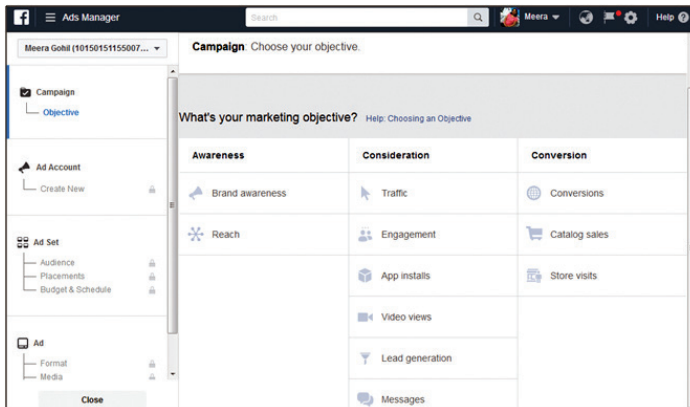 f Ads Manager Search Meera Help
Meera Gohil (10150151155007... 
Campaign
Objective
Ad Account
Create New
Ad Set
Audience
Placements
Budget & Schedule
Ad
Format
Media
Close
Campaign: Choose your objective.
What's your marketing objective? Help: Choosing an Objective
Awareness Consideration Conversion
Brand awareness Traffic Conversions
Reach Engagement Catalog sales
App installs Store visits
Video views
Lead generation
Messages